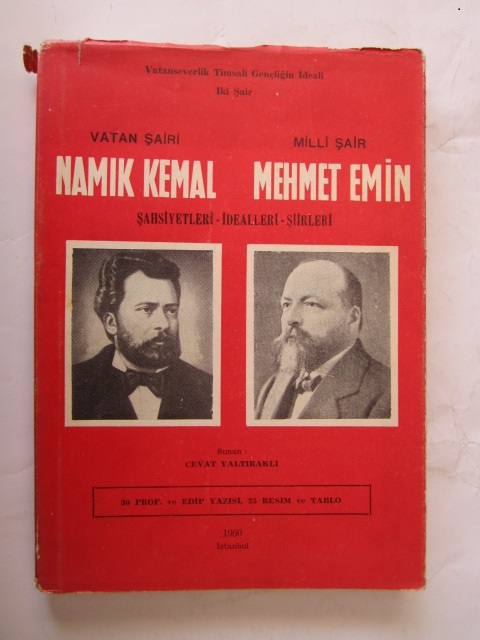 Vatanseverlik Timsali Gençliğin İdeali
İki Şair
VATAN ŞAİRİ
MİLLİ ŞAİR
NAMIK KEMAL
MEHMET EMİN
ŞAHSİYETLERİ - İDEALLERİ - ŞİİRLERİ
Sunan :
CEVAT YALTIRAKLI
30 PROF. ve EDİP YAZISI, 25 RESİM ve TABLO
1960
İstanbul